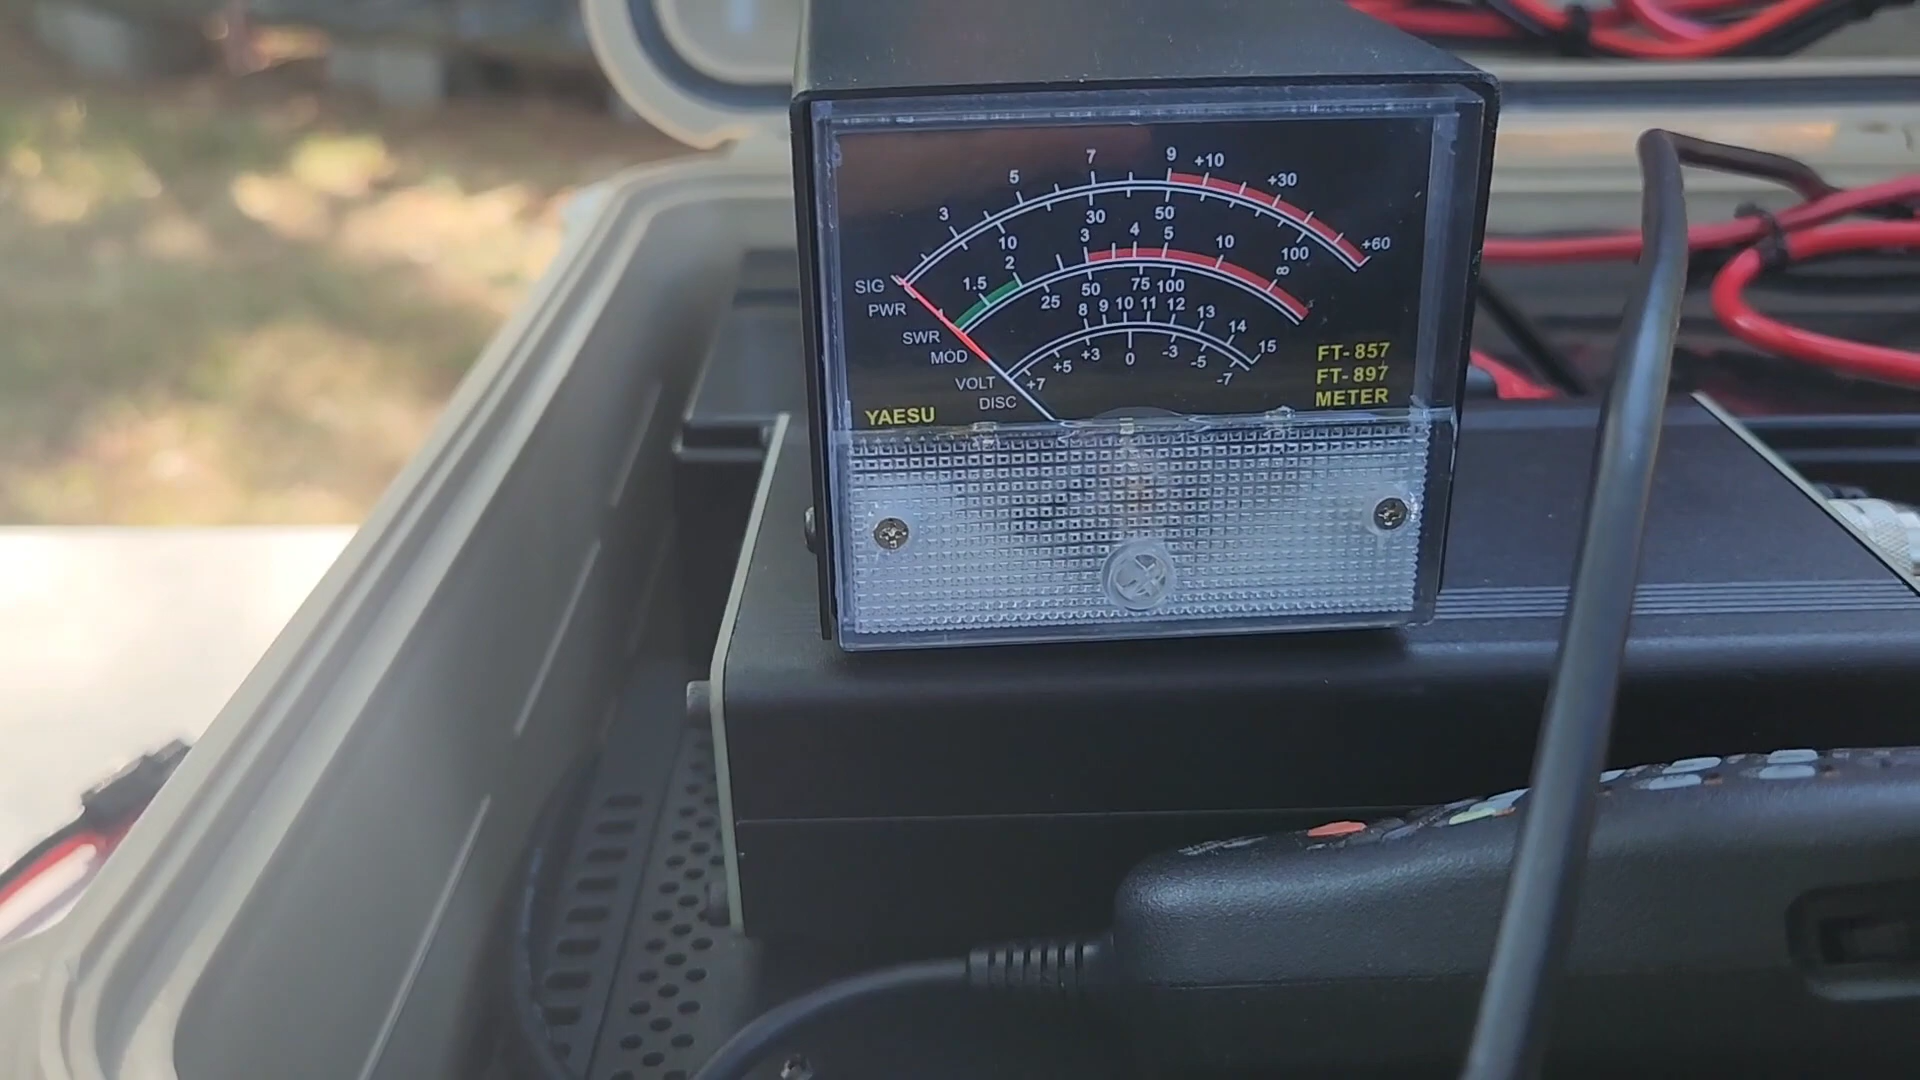 3 5 7 9 +10 +30 +60
10 30 50 100
1.5 2 3 4 5 10 ∞
25 50 75 100
8 9 10 11 12 13 14 15
+7 +5 +3 0 -3 -5 -7
SIG
PWR
SWR
MOD
VOLT
DISC
YAESU
FT-857
FT-897
METER